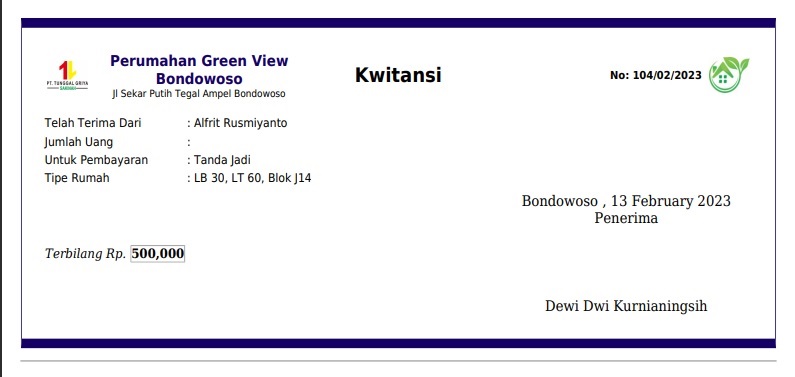 Perumahan Green View
Bondowoso
Jl Sekar Putih Tegal Ampel Bondowoso
PT. TUNGGAL GRIYA
SAKINAH
Kwitansi
No: 104/02/2023
Telah Terima Dari : Alfrit Rusmiyanto
Jumlah Uang :
Untuk Pembayaran : Tanda Jadi
Tipe Rumah : LB 30, LT 60, Blok J14
Bondowoso , 13 February 2023
Penerima
Terbilang Rp. 500,000
Dewi Dwi Kurnianingsih